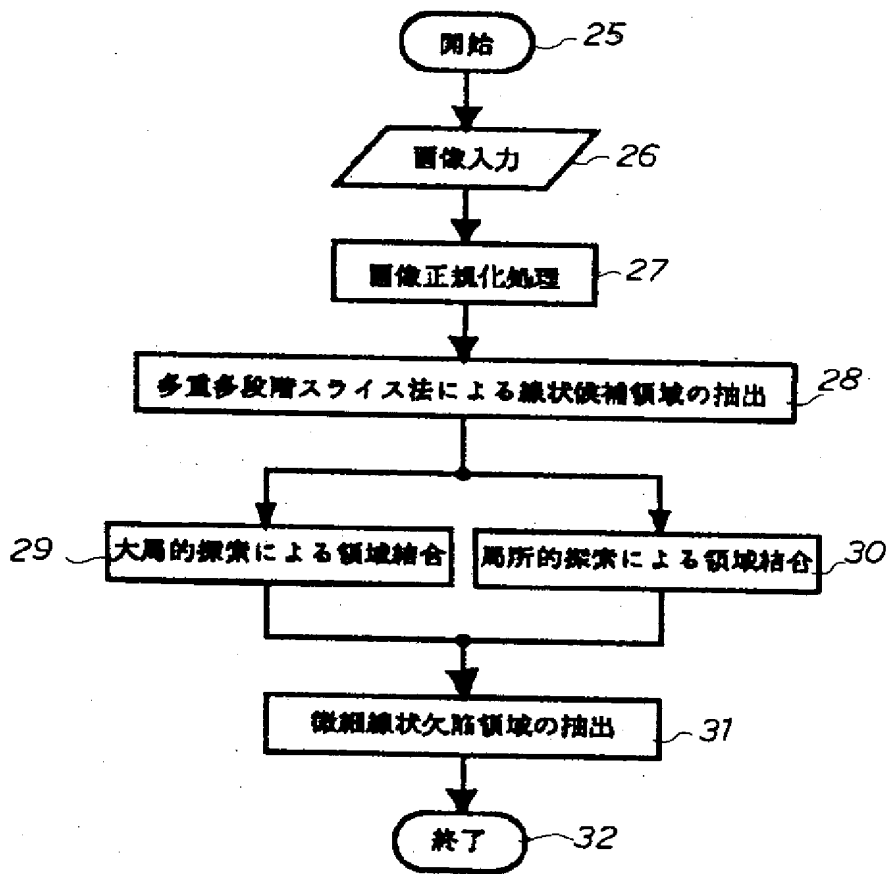 開始
25
画像入力
26
画像正規化処理
27
多重多段階スライス法による線状候補領域の抽出
28
29
大局的探索による領域結合
局所的探索による領域結合
30
微細線状欠陥領域の抽出
31
終了
32